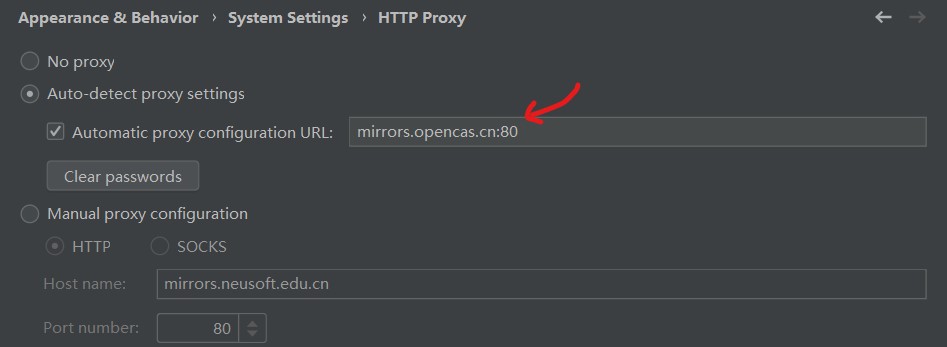 Appearance & Behavior › System Settings › HTTP Proxy
No proxy
Auto-detect proxy settings
Automatic proxy configuration URL: mirrors.opencas.cn:80
Clear passwords
Manual proxy configuration
HTTP SOCKS
Host name: mirrors.neusoft.edu.cn
Port number: 80